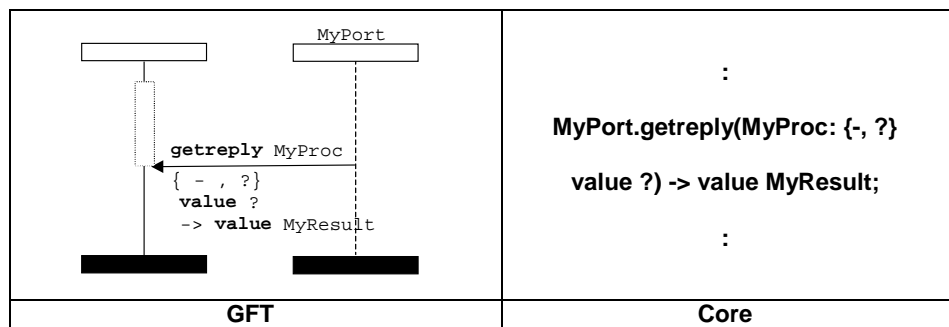 MyPort
getreply MyProc
{ - , ?}
value ?
-> value MyResult
:
MyPort.getreply(MyProc: {-, ?}
value ?) -> value MyResult;
:
GFT
Core